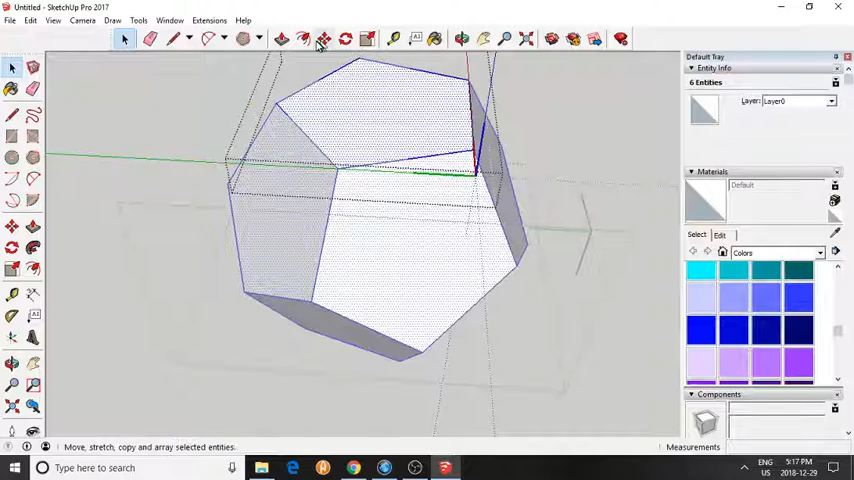 Untitled - SketchUp Pro 2017
File Edit View Camera Draw Tools Window Extensions Help
Default Tray
Entity Info
6 Entities
Layer: Layer0
Materials
Default
Select Edit
Colors
Components
Move, stretch, copy and array selected entities.
Measurements
Type here to search
ENG
US
5:17 PM
2018-12-29